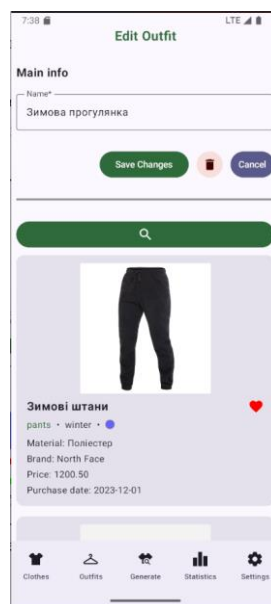 7:38 LTE
Edit Outfit
Main info
Name*
Зимова прогулянка
Save Changes Cancel
Зимові штани
pants • winter •
Material: Поліестер
Brand: North Face
Price: 1200.50
Purchase date: 2023-12-01
Clothes Outfits Generate Statistics Settings